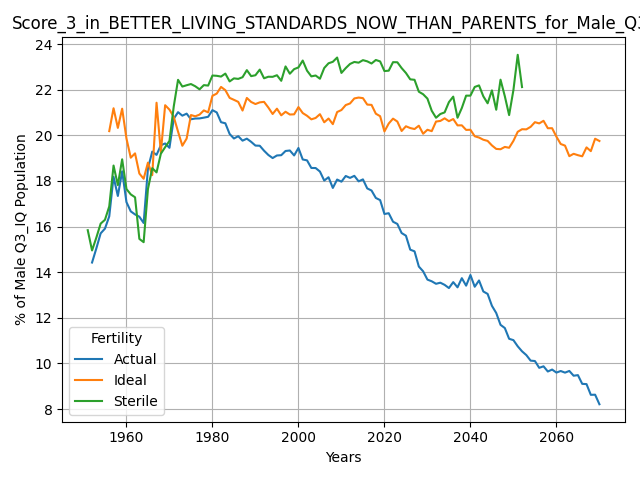 Score_3_in_BETTER_LIVING_STANDARDS_NOW_THAN_PARENTS_for_Male_Q3
24
22
20
18
16
14
12
10
8
% of Male Q3_IQ Population
Fertility
Actual
Ideal
Sterile
1960 1980 2000 2020 2040 2060
Years